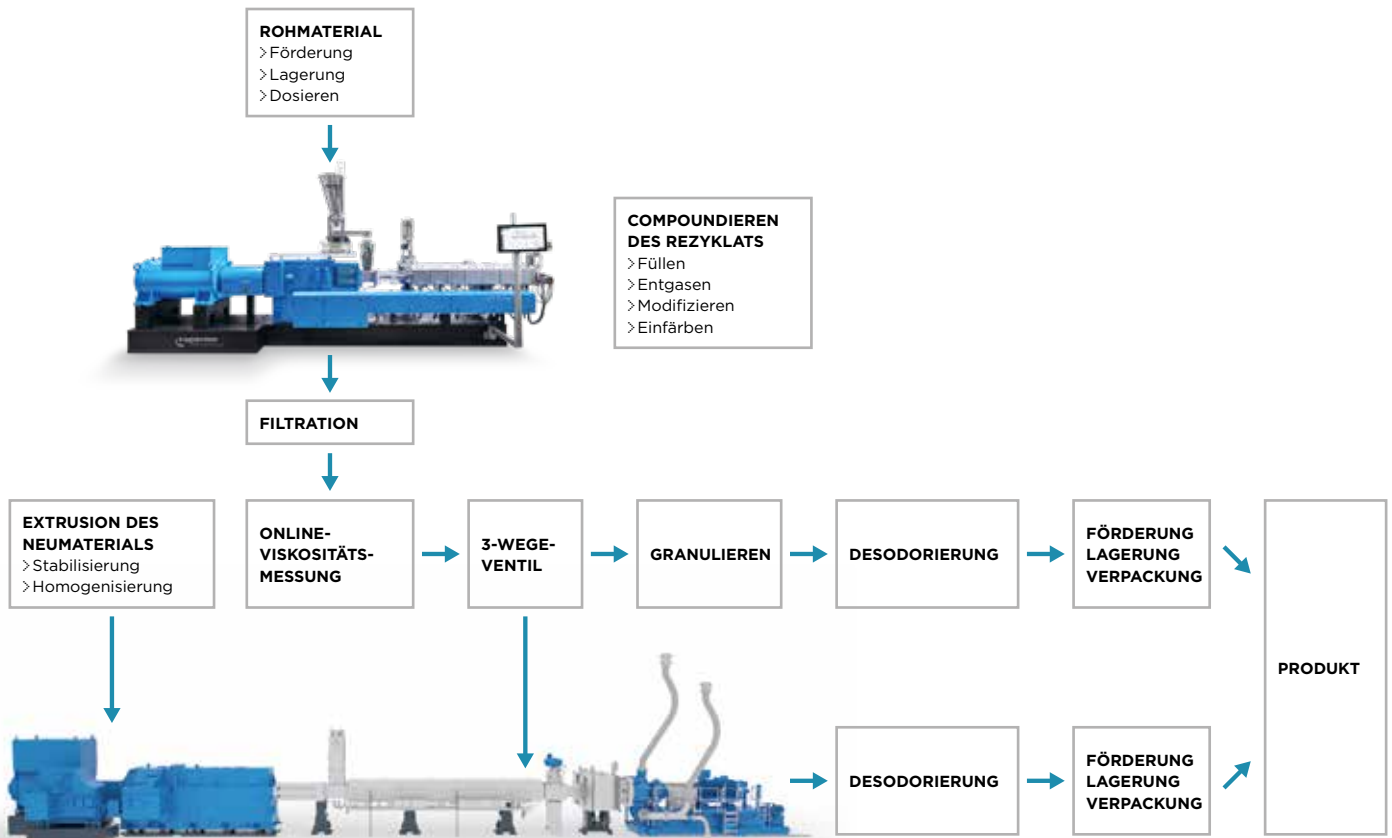 ROHMATERIAL
>Förderung
>Lagerung
>Dosieren
COMPOUNDIEREN
DES REZYKLATS
>Füllen
>Entgasen
>Modifizieren
>Einfärben
FILTRATION
EXTRUSION DES
NEUMATERIALS
>Stabilisierung
>Homogenisierung
ONLINE-
VISKOSITÄTS-
MESSUNG
3-WEGE-
VENTIL
GRANULIEREN
DESODORIERUNG
FÖRDERUNG
LAGERUNG
VERPACKUNG
PRODUKT
DESODORIERUNG
FÖRDERUNG
LAGERUNG
VERPACKUNG